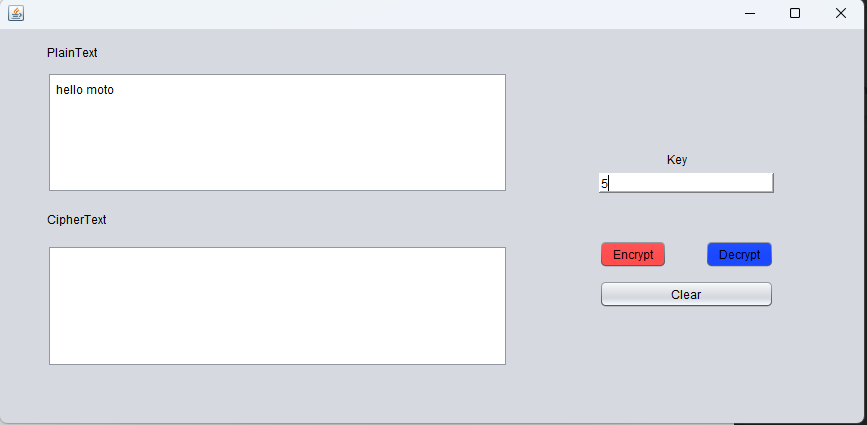 PlainText
hello moto
Key
5
CipherText
Encrypt
Decrypt
Clear